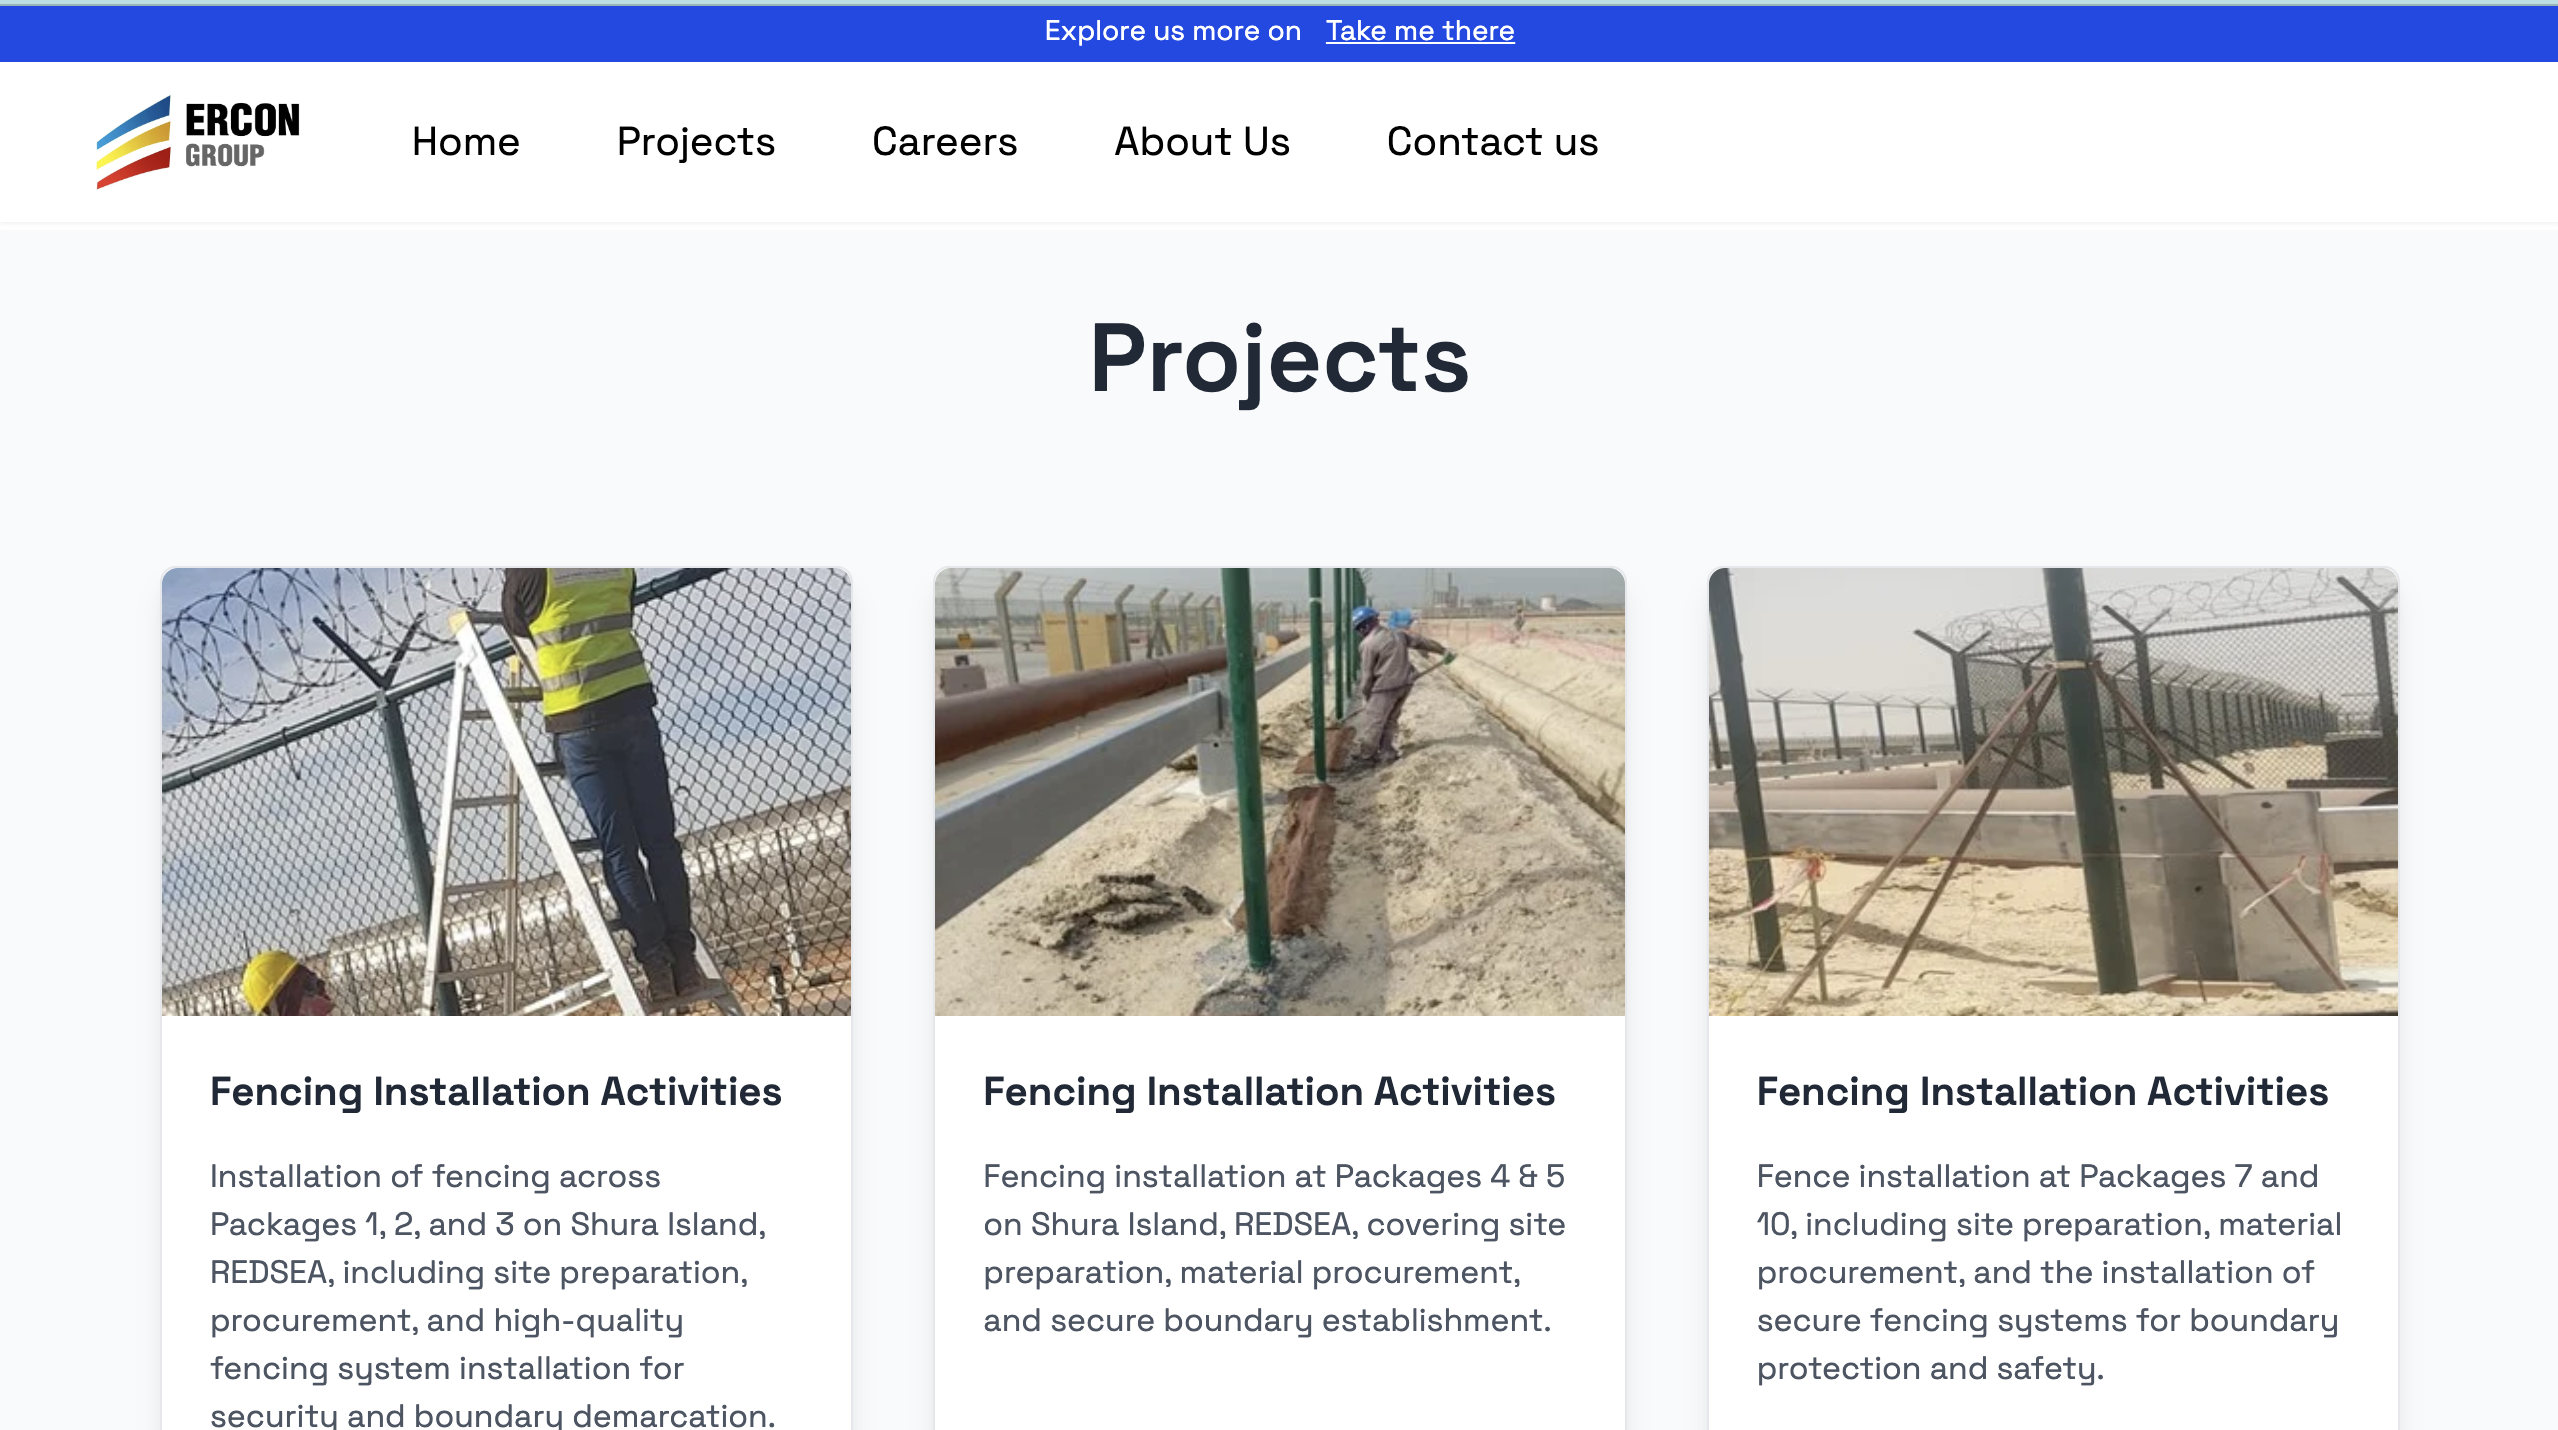 Explore us more on Take me there
ERCON
GROUP
Home Projects Careers About Us Contact us
Projects
Fencing Installation Activities
Installation of fencing across
Packages 1, 2, and 3 on Shura Island,
REDSEA, including site preparation,
procurement, and high-quality
fencing system installation for
security and boundary demarcation.
Fencing Installation Activities
Fencing installation at Packages 4 & 5
on Shura Island, REDSEA, covering site
preparation, material procurement,
and secure boundary establishment.
Fencing Installation Activities
Fence installation at Packages 7 and
10, including site preparation, material
procurement, and the installation of
secure fencing systems for boundary
protection and safety.